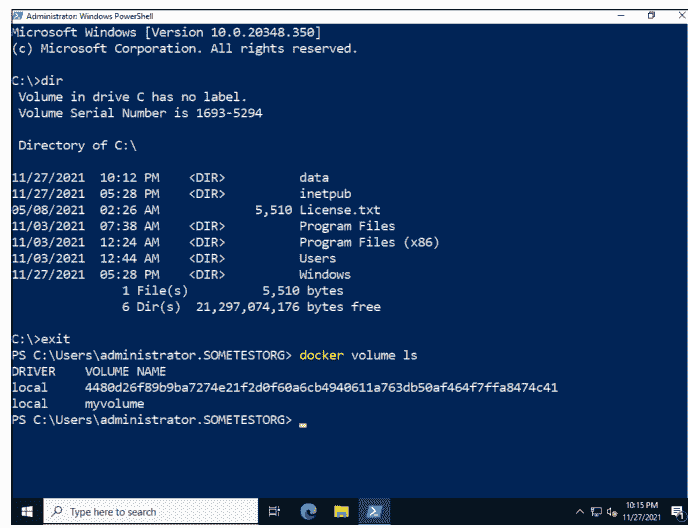 Administrator: Windows PowerShell
Microsoft Windows [Version 10.0.20348.350]
(c) Microsoft Corporation. All rights reserved.
C:\>dir
Volume in drive C has no label.
Volume Serial Number is 1693-5294
Directory of C:\
11/27/2021 10:12 PM <DIR> data
11/27/2021 05:28 PM <DIR> inetpub
05/08/2021 02:26 AM 5,510 License.txt
11/03/2021 07:38 AM <DIR> Program Files
11/03/2021 12:24 AM <DIR> Program Files (x86)
11/03/2021 12:44 AM <DIR> Users
11/27/2021 05:28 PM <DIR> Windows
1 File(s) 5,510 bytes
6 Dir(s) 21,297,074,176 bytes free
C:\>exit
PS C:\Users\administrator.SOMETESTORG> docker volume ls
DRIVER VOLUME NAME
local 4480d26f89b9ba7274e21f2d0f60a6cb4940611a763db50af464f7ffa8474c41
local myvolume
PS C:\Users\administrator.SOMETESTORG>
Type here to search
10:15 PM
11/27/2021